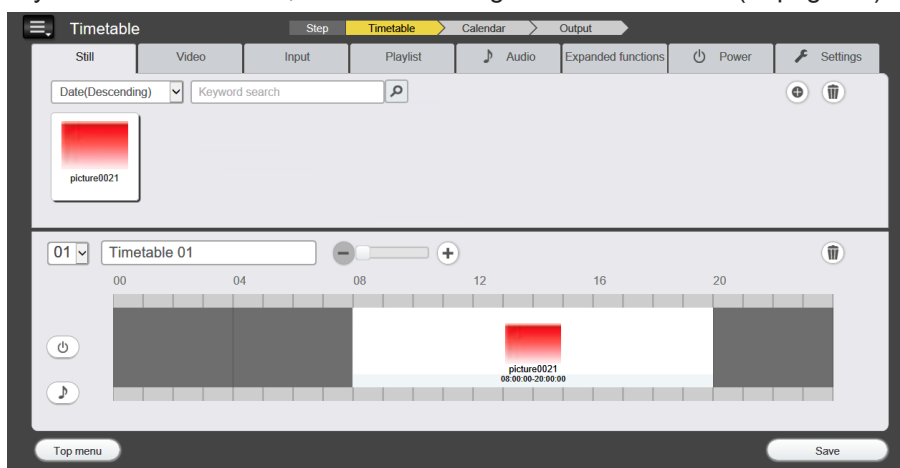 Timetable
Step Timetable Calendar Output
Still Video Input Playlist Audio Expanded functions Power Settings
Date(Descending) Keyword search
picture0021
01 Timetable 01
00 04 08 12 16 20
picture0021
08:00:00-20:00:00
Top menu Save